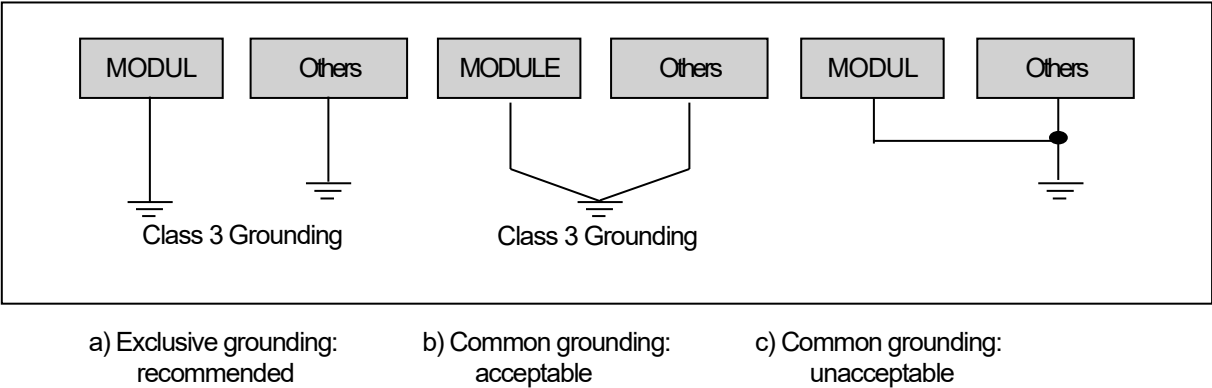 MODUL Others MODULE Others MODUL Others
Class 3 Grounding Class 3 Grounding
a) Exclusive grounding: b) Common grounding: c) Common grounding:
recommended acceptable unacceptable